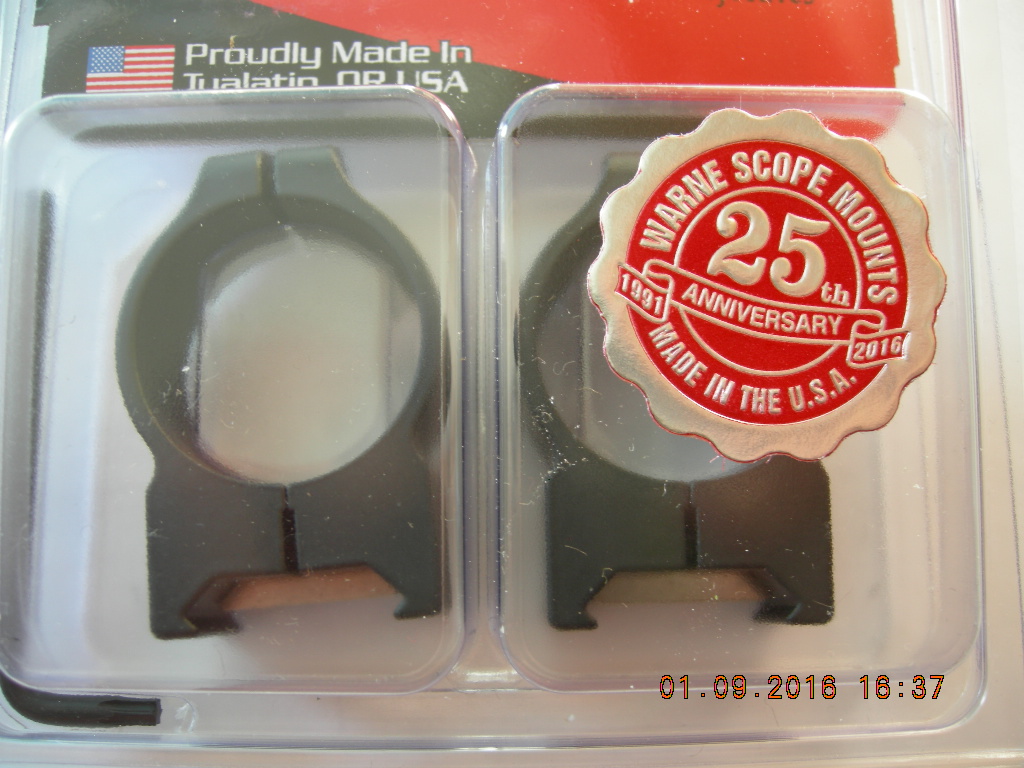 Proudly Made In
Tualatin, OR USA
WARNE SCOPE MOUNTS
25th
ANNIVERSARY
1991
2016
MADE IN THE U.S.A.
01.09.2016 16:37